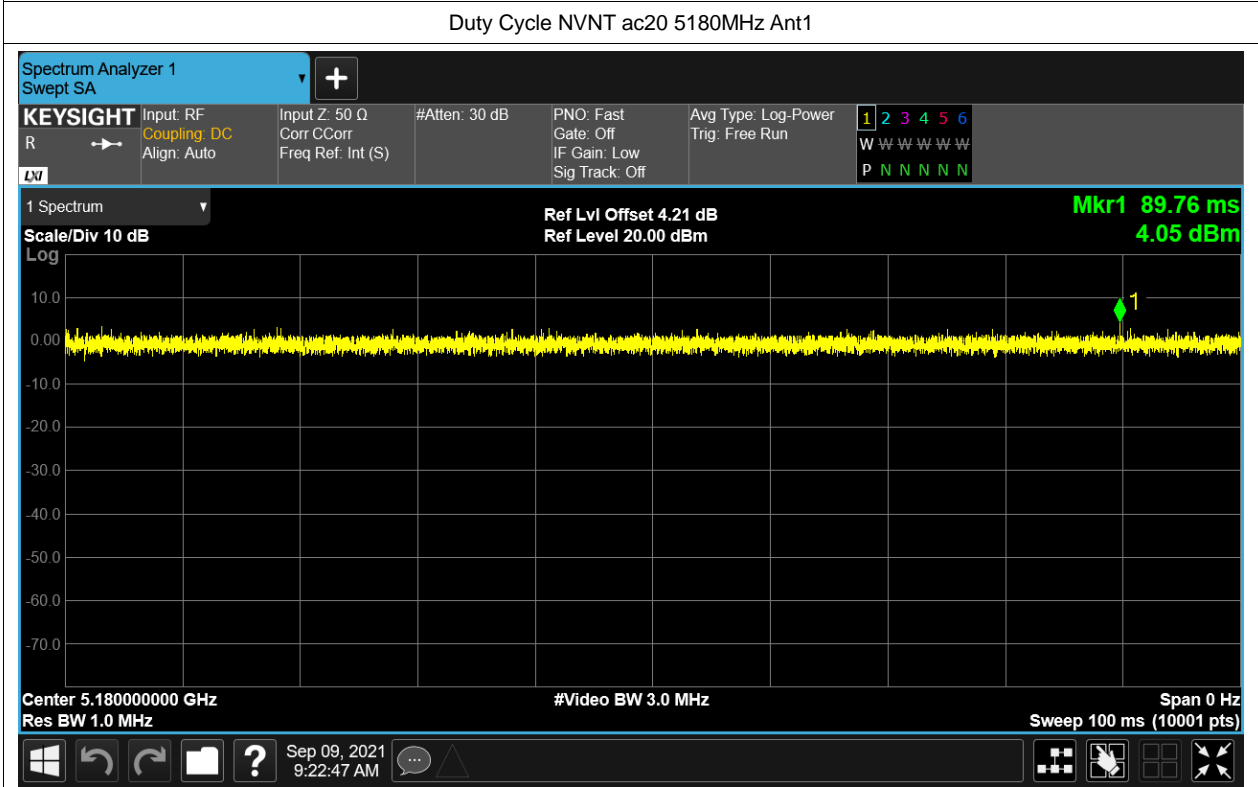 Duty Cycle NVNT ac20 5180MHz Ant1
Spectrum Analyzer 1
Swept SA
KEYSIGHT
R
LXI
Input: RF
Coupling: DC
Align: Auto
Input Z: 50 Ω
Corr CCorr
Freq Ref: Int (S)
#Atten: 30 dB
PNO: Fast
Gate: Off
IF Gain: Low
Sig Track: Off
Avg Type: Log-Power
Trig: Free Run
1 2 3 4 5 6
W W W W W W
P N N N N N
1 Spectrum
Scale/Div 10 dB
Log
Ref Lvl Offset 4.21 dB
Ref Level 20.00 dBm
Mkr1 89.76 ms
4.05 dBm
1
10.0
0.00
-10.0
-20.0
-30.0
-40.0
-50.0
-60.0
-70.0
Center 5.180000000 GHz
Res BW 1.0 MHz
#Video BW 3.0 MHz
Span 0 Hz
Sweep 100 ms (10001 pts)
?
Sep 09, 2021
9:22:47 AM